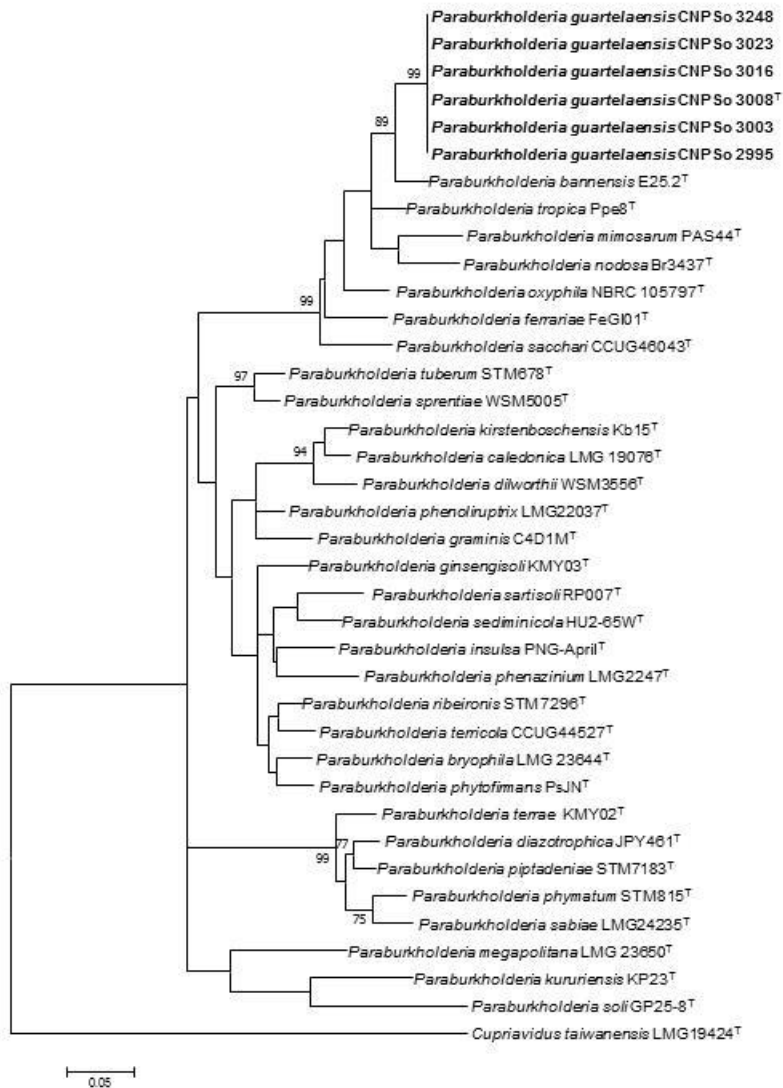 Paraburkholderia guartelaensis CNPSo 3248
Paraburkholderia guartelaensis CNPSo 3023
99
Paraburkholderia guartelaensis CNPSo 3016
Paraburkholderia guartelaensis CNPSo 3008ᵀ
Paraburkholderia guartelaensis CNPSo 3003
89
Paraburkholderia guartelaensis CNPSo 2995
Paraburkholderia bannensis E25.2ᵀ
Paraburkholderia tropica Ppe8ᵀ
Paraburkholderia mimosarum PAS44ᵀ
Paraburkholderia nodosa Br3437ᵀ
Paraburkholderia oxyphila NBRC 105797ᵀ
99
Paraburkholderia ferrariae FeGl01ᵀ
Paraburkholderia sacchari CCUG46043ᵀ
97
Paraburkholderia tuberum STM678ᵀ
Paraburkholderia sprentiae WSM5005ᵀ
Paraburkholderia kirstenboschensis Kb15ᵀ
94
Paraburkholderia caledonica LMG 19076ᵀ
Paraburkholderia dilworthii WSM3556ᵀ
Paraburkholderia phenoliruptrix LMG22037ᵀ
Paraburkholderia graminis C4D1Mᵀ
Paraburkholderia ginsengisoli KMY03ᵀ
Paraburkholderia sartisoli RP007ᵀ
Paraburkholderia sediminicola HU2-65Wᵀ
Paraburkholderia insulsa PNG-Aprilᵀ
Paraburkholderia phenazinium LMG2247ᵀ
Paraburkholderia ribeironis STM 7296ᵀ
Paraburkholderia terricola CCUG44527ᵀ
Paraburkholderia bryophila LMG 23644ᵀ
Paraburkholderia phytofirmans PsJNᵀ
Paraburkholderia terrae KMY02ᵀ
77
Paraburkholderia diazotrophica JPY461ᵀ
99
Paraburkholderia piptadeniae STM7183ᵀ
Paraburkholderia phymatum STM815ᵀ
75
Paraburkholderia sabiae LMG24235ᵀ
Paraburkholderia megapolitana LMG 23650ᵀ
Paraburkholderia kururiensis KP23ᵀ
Paraburkholderia soli GP25-8ᵀ
Cupriavidus taiwanensis LMG19424ᵀ
0.05